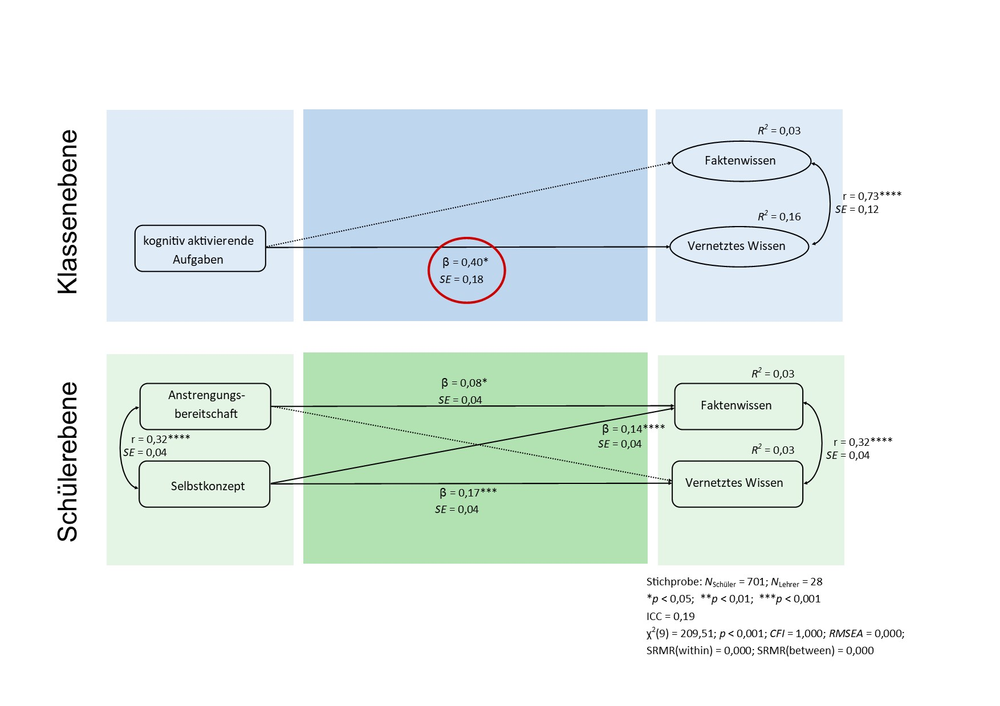 Klassenebene
R² = 0,03
Faktenwissen
r = 0,73****
SE = 0,12
R² = 0,16
kognitiv aktivierende
Aufgaben
Vernetztes Wissen
β = 0,40*
SE = 0,18
Schülerebene
R² = 0,03
β = 0,08*
SE = 0,04
Anstrengungs-
bereitschaft
Faktenwissen
β = 0,14****
SE = 0,04
r = 0,32****
SE = 0,04
R² = 0,03
r = 0,32****
SE = 0,04
Selbstkonzept
Vernetztes Wissen
β = 0,17***
SE = 0,04
Stichprobe: NSchüler = 701; NLehrer = 28
*p < 0,05; **p < 0,01; ***p < 0,001
ICC = 0,19
χ²(9) = 209,51; p < 0,001; CFI = 1,000; RMSEA = 0,000;
SRMR(within) = 0,000; SRMR(between) = 0,000